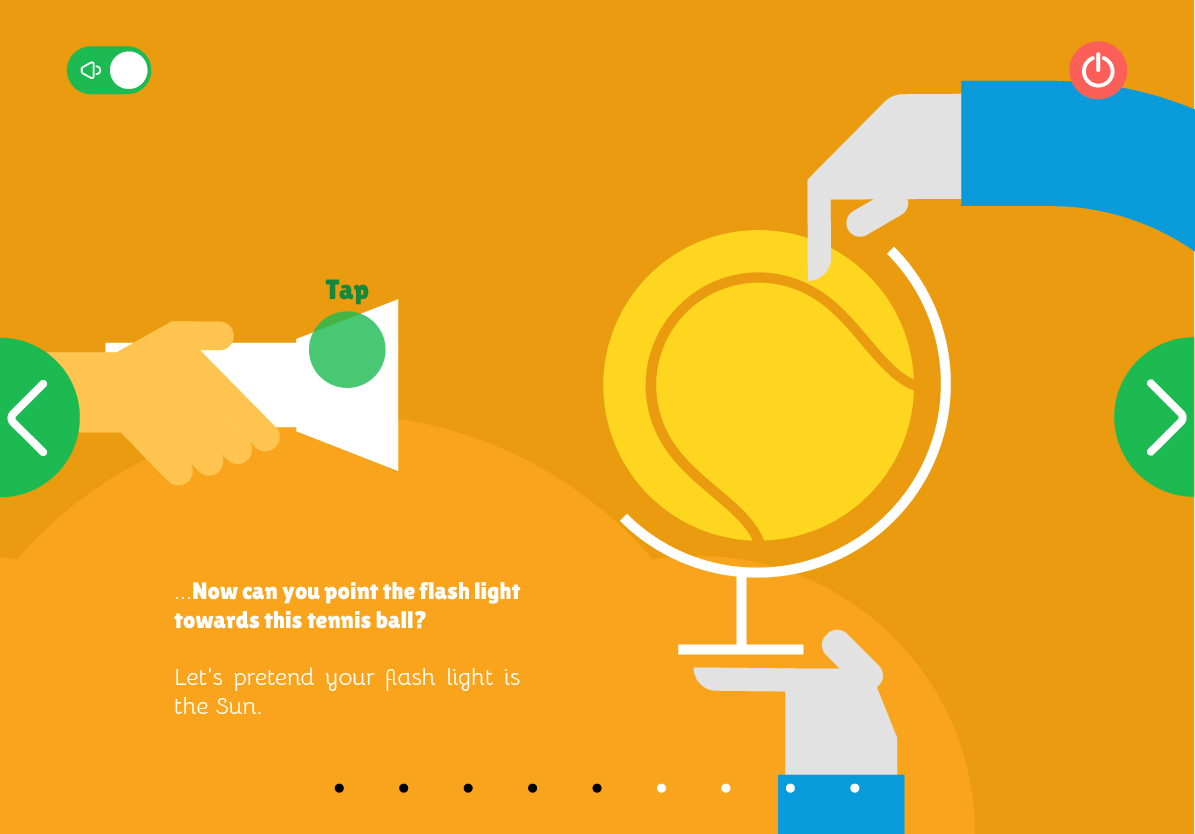 Tap
...Now can you point the flash light
towards this tennis ball?
Let's pretend your flash light is
the Sun.